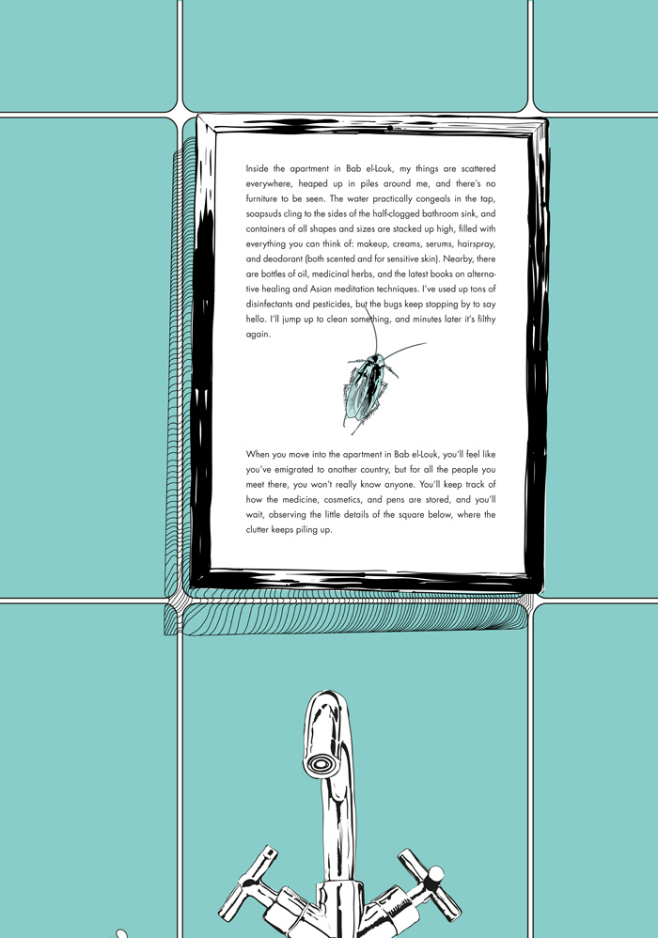 Inside the apartment in Bab el-Louk, my things are scattered
everywhere, heaped up in piles around me, and there's no
furniture to be seen. The water practically congeals in the tap,
soapsuds cling to the sides of the half-clogged bathroom sink, and
containers of all shapes and sizes are stacked up high, filled with
everything you can think of: makeup, creams, serums, hairspray,
and deodorant (both scented and for sensitive skin). Nearby, there
are bottles of oil, medicinal herbs, and the latest books on alterna-
tive healing and Asian meditation techniques. I've used up tons of
disinfectants and pesticides, but the bugs keep stopping by to say
hello. I'll jump up to clean something, and minutes later it's filthy
again.
When you move into the apartment in Bab el-Louk, you'll feel like
you've emigrated to another country, but for all the people you
meet there, you won't really know anyone. You'll keep track of
how the medicine, cosmetics, and pens are stored, and you'll
wait, observing the little details of the square below, where the
clutter keeps piling up.